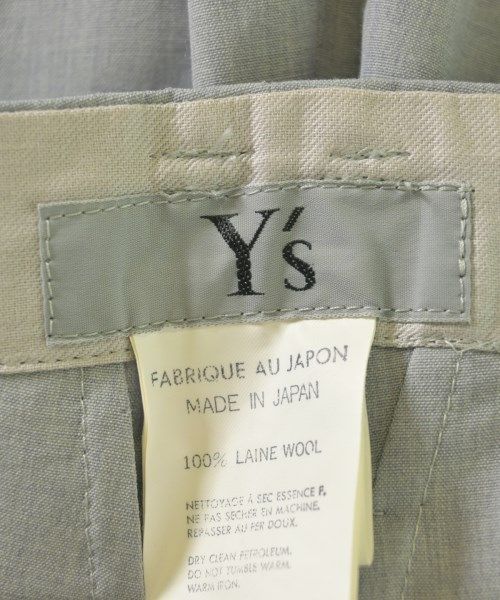 Y's
FABRIQUE AU JAPON
MADE IN JAPAN
100% LAINE WOOL
NETTOYAGE À SEC ESSENCE F,
NE PAS SECHER EN MACHINE.
REPASSER AU FER DOUX.
DRY CLEAN PETROLEUM.
DO NOT TUMBLE WARM.
WARM IRON.